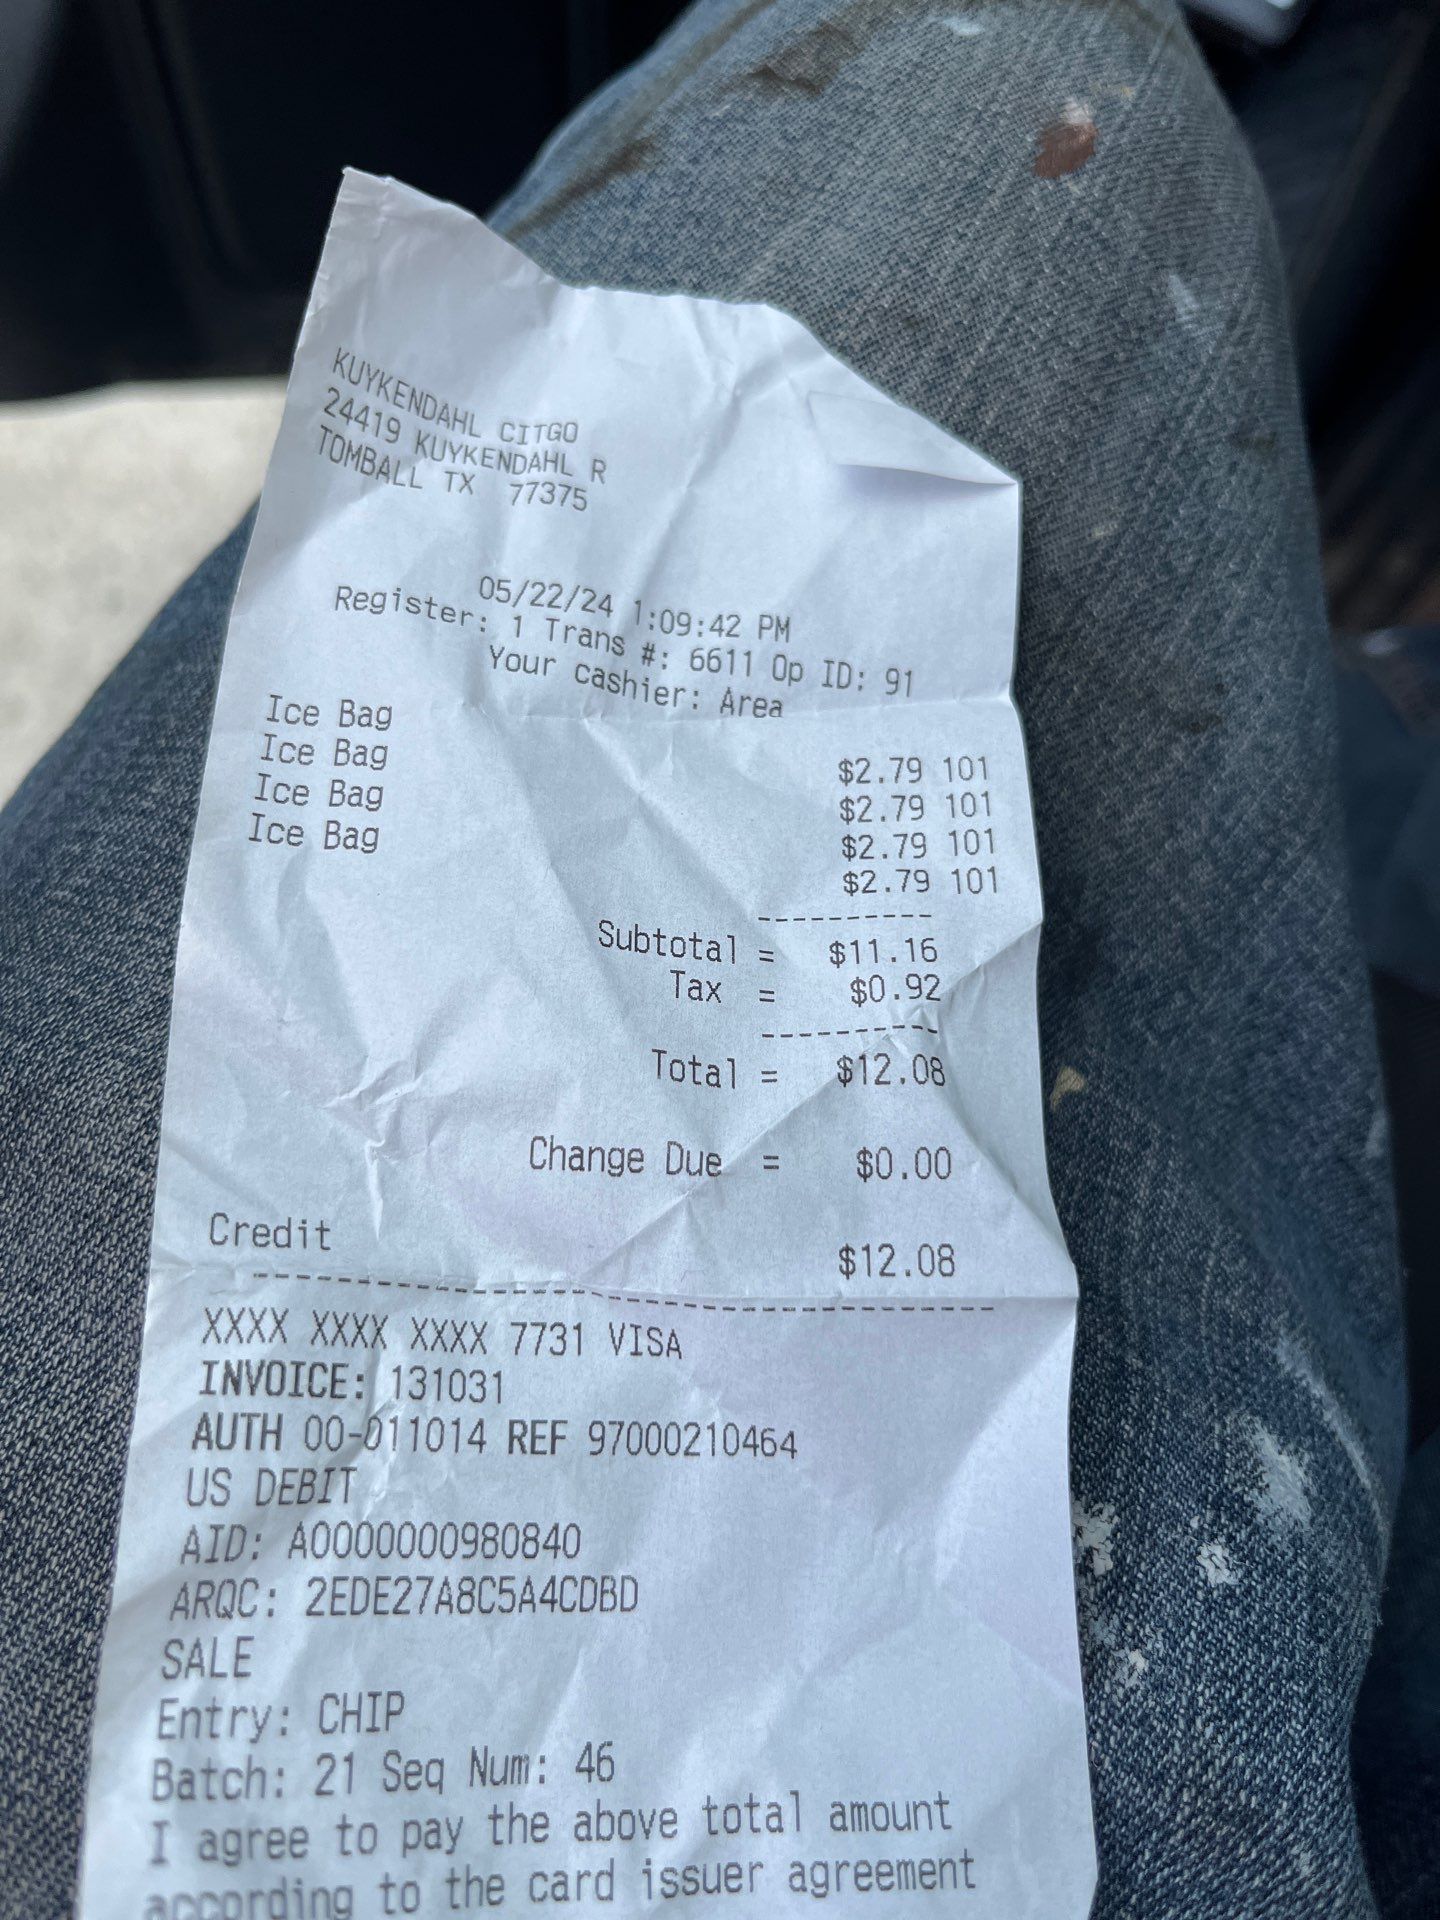 KUYKENDAHL CITGO
24419 KUYKENDAHL R
TOMBALL TX 77375
05/22/24 1:09:42 PM
Register: 1 Trans #: 6611 Op ID: 91
Your cashier: Area
Ice Bag $2.79 101
Ice Bag $2.79 101
Ice Bag $2.79 101
Ice Bag $2.79 101
----------
Subtotal = $11.16
Tax = $0.92
----------
Total = $12.08
Change Due = $0.00
Credit $12.08
----------------------------------------
XXXX XXXX XXXX 7731 VISA
INVOICE: 131031
AUTH 00-011014 REF 97000210464
US DEBIT
AID: A0000000980840
ARQC: 2EDE27A8C5A4CDBD
SALE
Entry: CHIP
Batch: 21 Seq Num: 46
I agree to pay the above total amount
according to the card issuer agreement